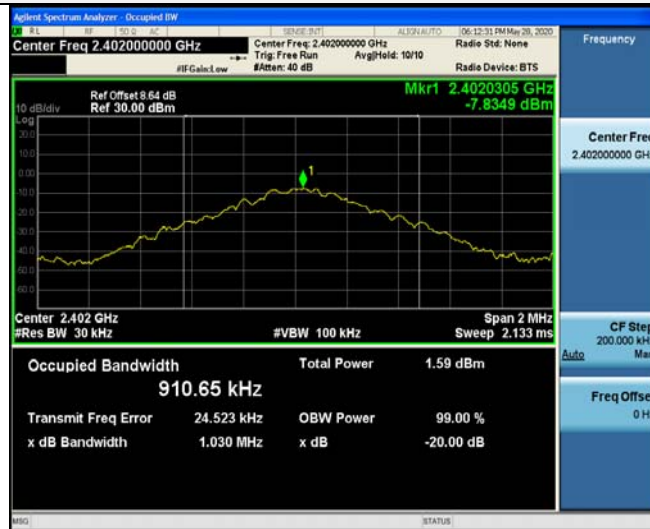 Agilent Spectrum Analyzer - Occupied BW
RL RF 50 Ω AC SENSE:INT ALIGN AUTO 06:12:31 PM May 28, 2020
Center Freq 2.402000000 GHz
Center Freq: 2.402000000 GHz
Radio Std: None
Trig: Free Run Avg|Hold: 10/10
#IFGain:Low
#Atten: 40 dB
Radio Device: BTS
Frequency
Ref Offset 8.64 dB
10 dB/div Ref 30.00 dBm
Mkr1 2.4020305 GHz
-7.8349 dBm
Log
20.0
10.0
0.00
-10.0
-20.0
-30.0
-40.0
-50.0
-60.0
1
Center Freq
2.402000000 GH
Center 2.402 GHz
Span 2 MHz
#Res BW 30 kHz
#VBW 100 kHz
Sweep 2.133 ms
CF Step
200.000 kH
Auto Ma
Occupied Bandwidth
910.65 kHz
Total Power 1.59 dBm
Transmit Freq Error 24.523 kHz
OBW Power 99.00 %
x dB Bandwidth 1.030 MHz
x dB -20.00 dB
Freq Offse
0 H
MSG
STATUS